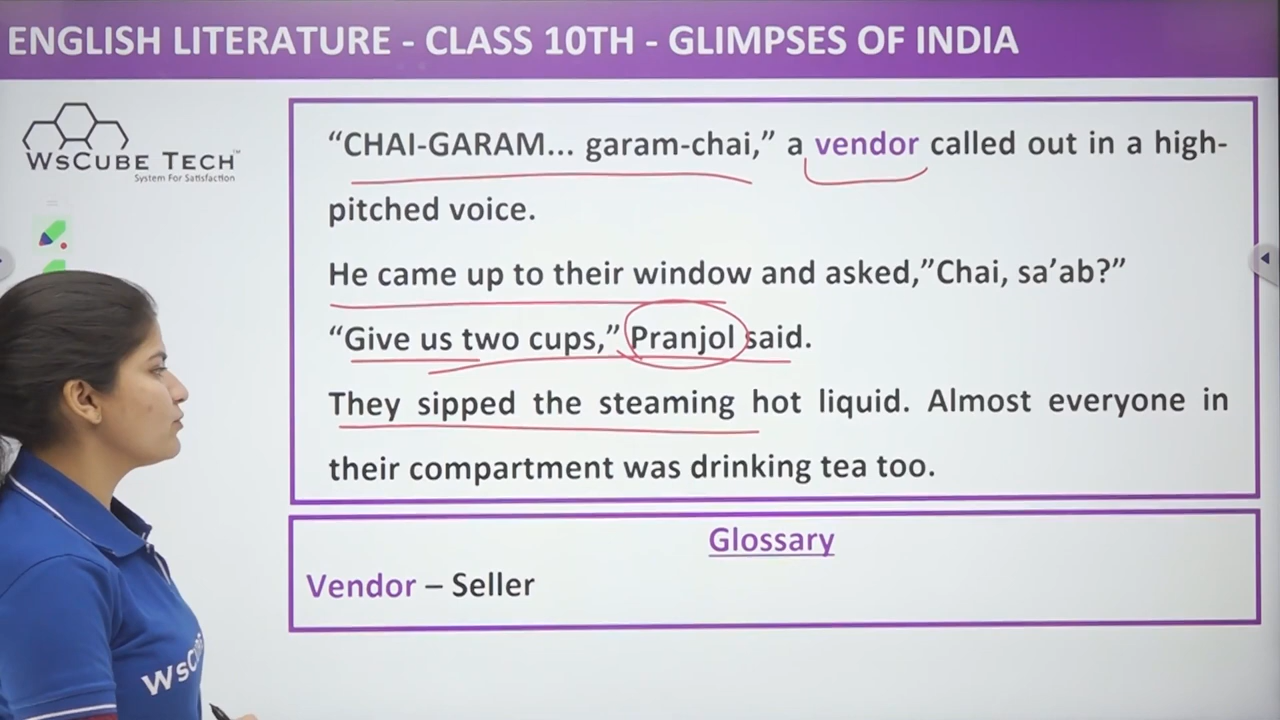 ENGLISH LITERATURE - CLASS 10TH - GLIMPSES OF INDIA
WSCUBE TECH™
System For Satisfaction
“CHAI-GARAM... garam-chai,” a vendor called out in a high-
pitched voice.
He came up to their window and asked,”Chai, sa’ab?”
“Give us two cups,” Pranjol said.
They sipped the steaming hot liquid. Almost everyone in
their compartment was drinking tea too.
Glossary
Vendor – Seller